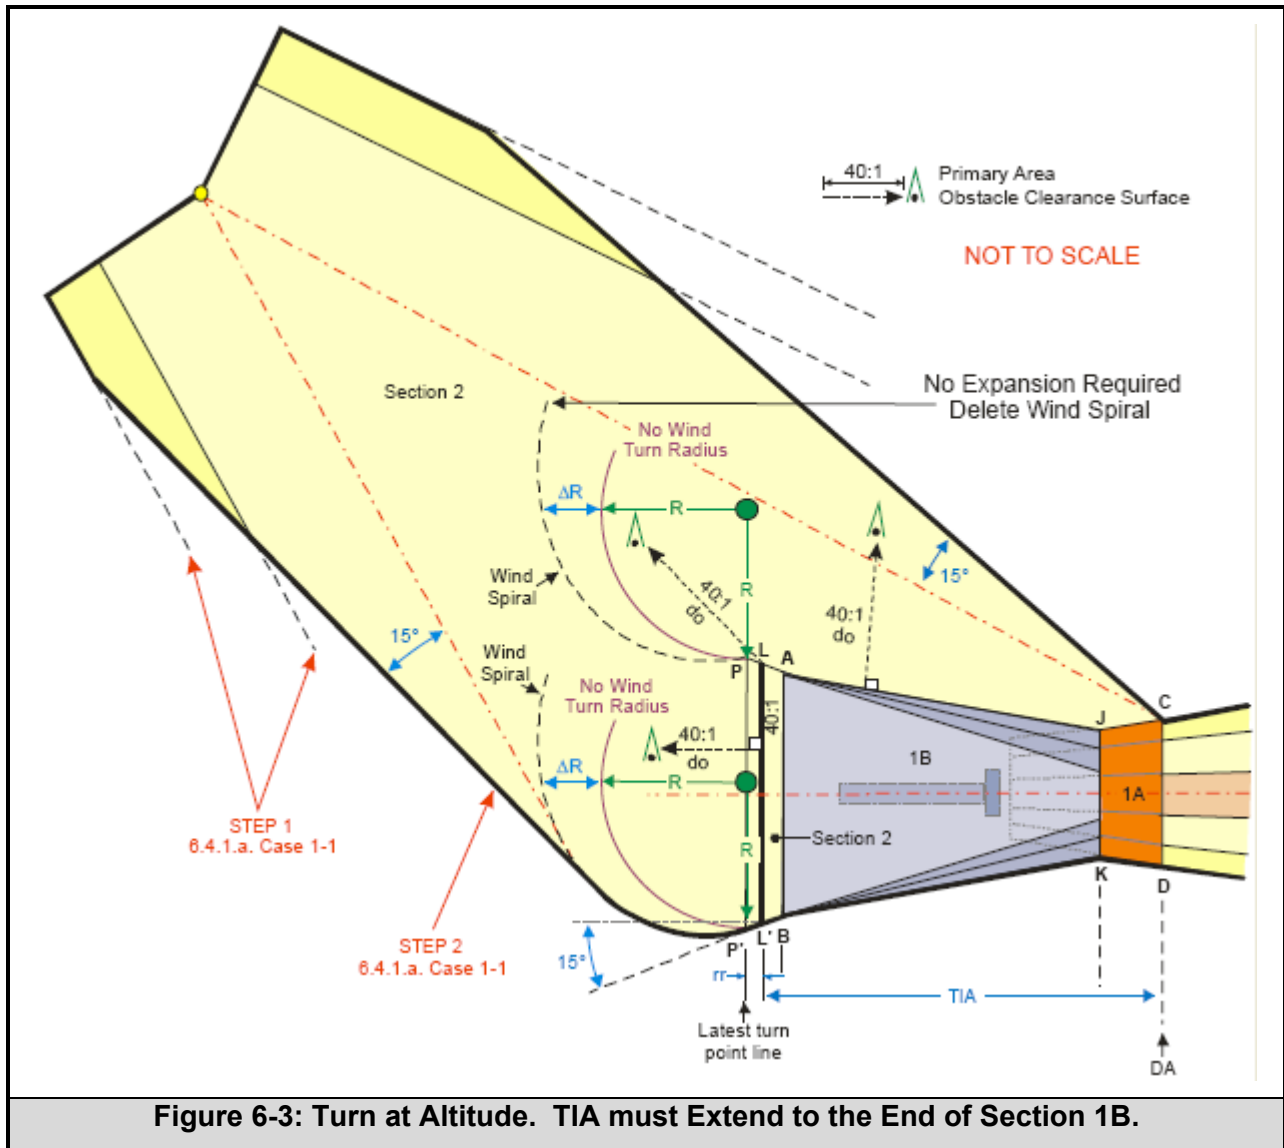 40:1
Primary Area
Obstacle Clearance Surface
NOT TO SCALE
No Expansion Required
Delete Wind Spiral
Section 2
No Wind
Turn Radius
ΔR
R
R
15°
Wind
Spiral
40:1
do
40:1
do
15°
Wind
Spiral
P
L
A
No Wind
Turn Radius
40:1
40:1
do
J
C
1B
1A
ΔR
R
R
Section 2
K
D
STEP 1
6.4.1.a. Case 1-1
STEP 2
6.4.1.a. Case 1-1
15°
P'
L'
B
rr
TIA
Latest turn
point line
DA
Figure 6-3: Turn at Altitude. TIA must Extend to the End of Section 1B.